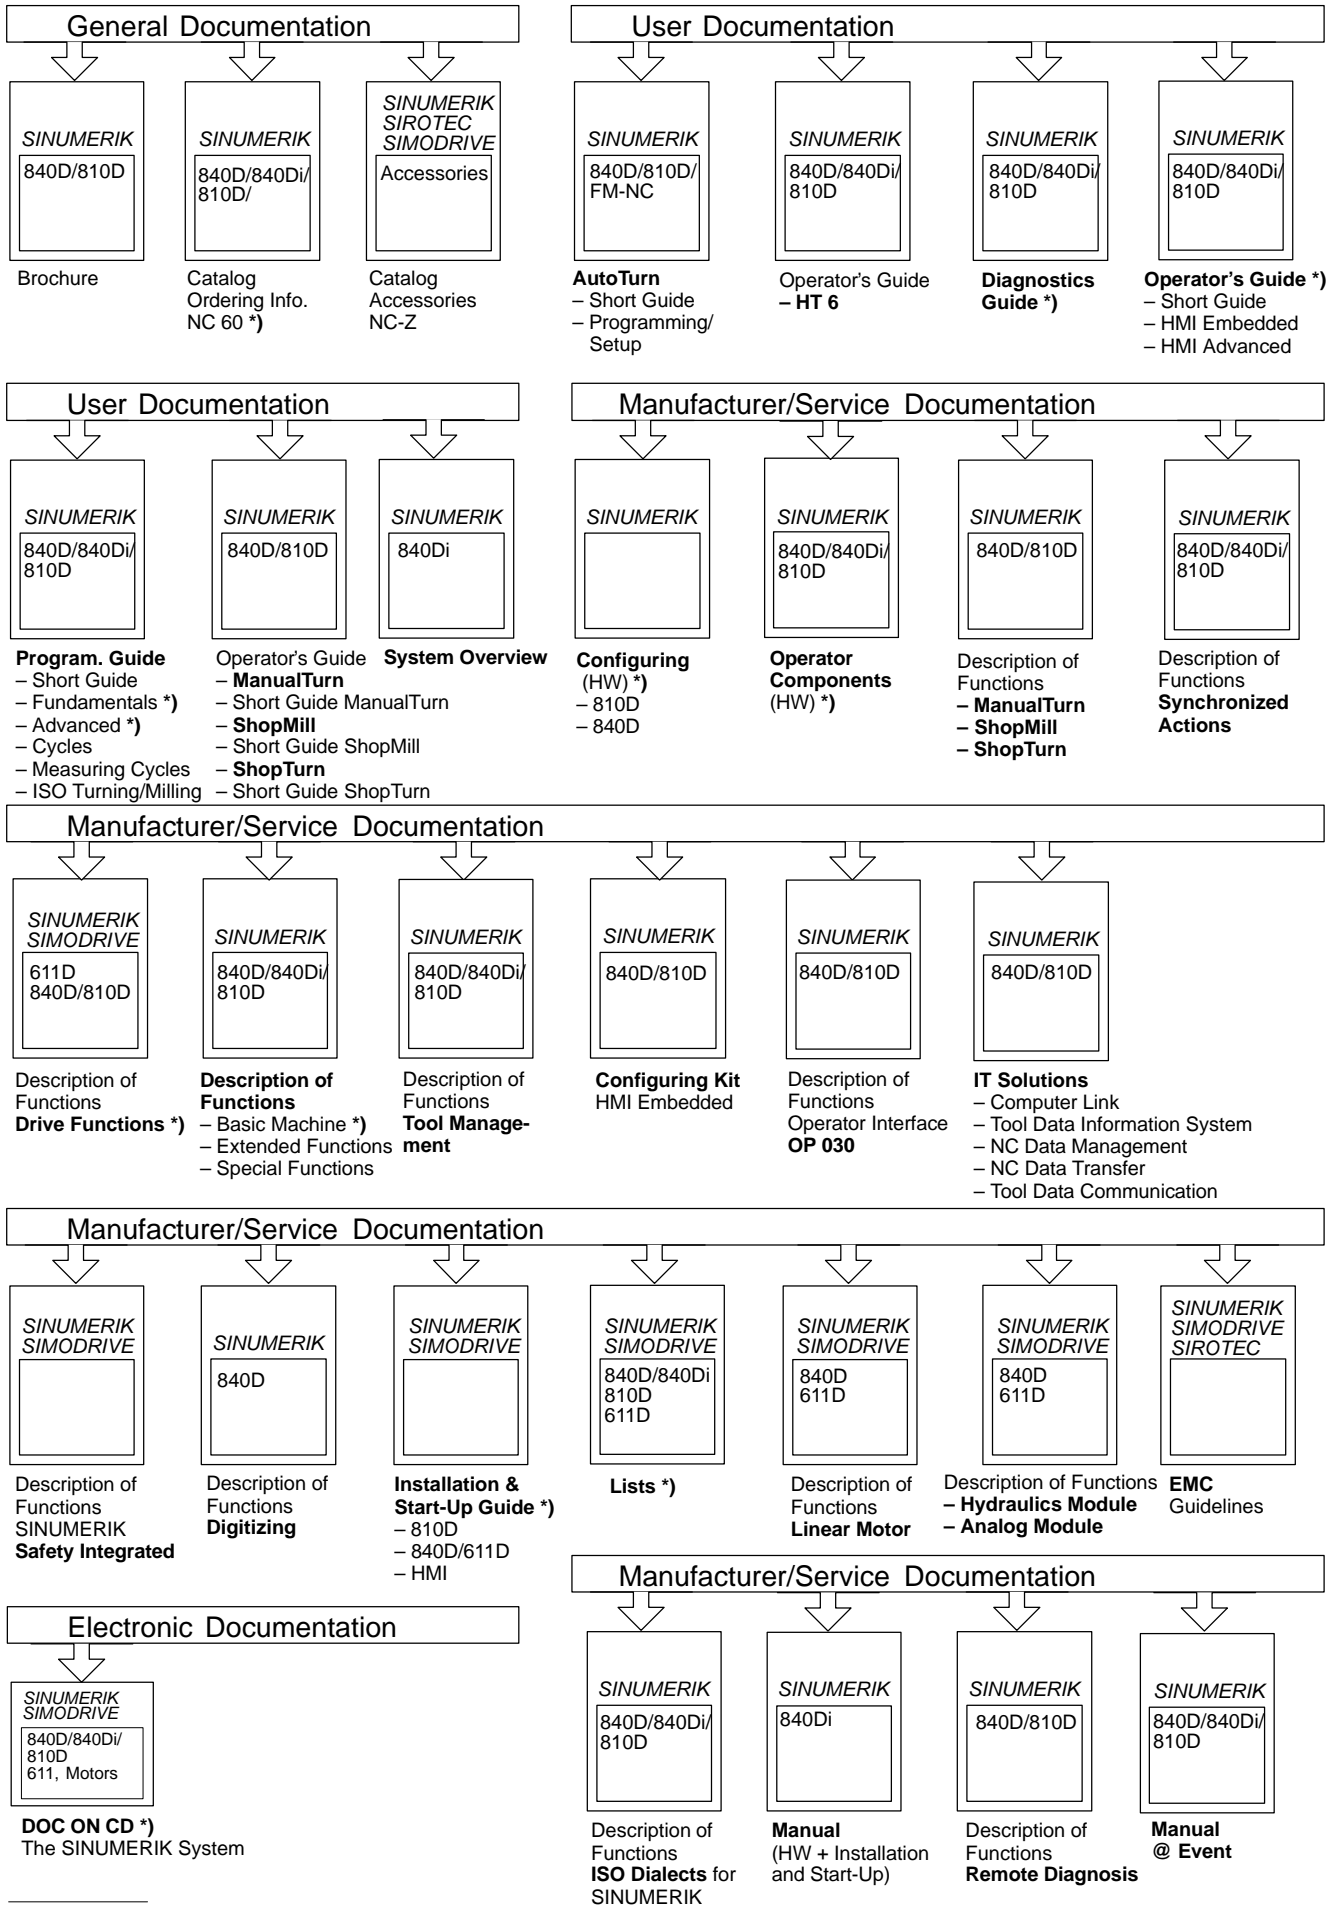 General Documentation
SINUMERIK
840D/810D
Brochure
SINUMERIK
840D/840Di/
810D/
Catalog
Ordering Info.
NC 60 *)
SINUMERIK
SIROTEC
SIMODRIVE
Accessories
Catalog
Accessories
NC-Z
User Documentation
SINUMERIK
840D/810D/
FM-NC
AutoTurn
– Short Guide
– Programming/
Setup
SINUMERIK
840D/840Di/
810D
Operator's Guide
– HT 6
SINUMERIK
840D/840Di/
810D
Diagnostics
Guide *)
SINUMERIK
840D/840Di/
810D
Operator's Guide *)
– Short Guide
– HMI Embedded
– HMI Advanced
User Documentation
SINUMERIK
840D/840Di/
810D
Program. Guide
– Short Guide
– Fundamentals *)
– Advanced *)
– Cycles
– Measuring Cycles
– ISO Turning/Milling
SINUMERIK
840D/810D
Operator's Guide
– ManualTurn
– Short Guide ManualTurn
– ShopMill
– Short Guide ShopMill
– ShopTurn
– Short Guide ShopTurn
SINUMERIK
840Di
System Overview
Manufacturer/Service Documentation
SINUMERIK
Configuring
(HW) *)
– 810D
– 840D
SINUMERIK
840D/840Di/
810D
Operator
Components
(HW) *)
SINUMERIK
840D/810D
Description of
Functions
– ManualTurn
– ShopMill
– ShopTurn
SINUMERIK
840D/840Di/
810D
Description of
Functions
Synchronized
Actions
Manufacturer/Service Documentation
SINUMERIK
SIMODRIVE
611D
840D/810D
Description of
Functions
Drive Functions *)
SINUMERIK
840D/840Di/
810D
Description of
Functions
– Basic Machine *)
– Extended Functions
– Special Functions
SINUMERIK
840D/840Di/
810D
Description of
Functions
Tool Manage-
ment
SINUMERIK
840D/810D
Configuring Kit
HMI Embedded
SINUMERIK
840D/810D
Description of
Functions
Operator Interface
OP 030
SINUMERIK
840D/810D
IT Solutions
– Computer Link
– Tool Data Information System
– NC Data Management
– NC Data Transfer
– Tool Data Communication
Manufacturer/Service Documentation
SINUMERIK
SIMODRIVE
Description of
Functions
SINUMERIK
Safety Integrated
SINUMERIK
840D
Description of
Functions
Digitizing
SINUMERIK
SIMODRIVE
Installation &
Start-Up Guide *)
– 810D
– 840D/611D
– HMI
SINUMERIK
SIMODRIVE
840D/840Di
810D
611D
Lists *)
SINUMERIK
SIMODRIVE
840D
611D
Description of
Functions
Linear Motor
SINUMERIK
SIMODRIVE
840D
611D
Description of Functions
– Hydraulics Module
– Analog Module
SINUMERIK
SIMODRIVE
SIROTEC
EMC
Guidelines
Electronic Documentation
SINUMERIK
SIMODRIVE
840D/840Di/
810D
611, Motors
DOC ON CD *)
The SINUMERIK System
Manufacturer/Service Documentation
SINUMERIK
840D/840Di/
810D
Description of
Functions
ISO Dialects for
SINUMERIK
SINUMERIK
840Di
Manual
(HW + Installation
and Start-Up)
SINUMERIK
840D/810D
Description of
Functions
Remote Diagnosis
SINUMERIK
840D/840Di/
810D
Manual
@ Event